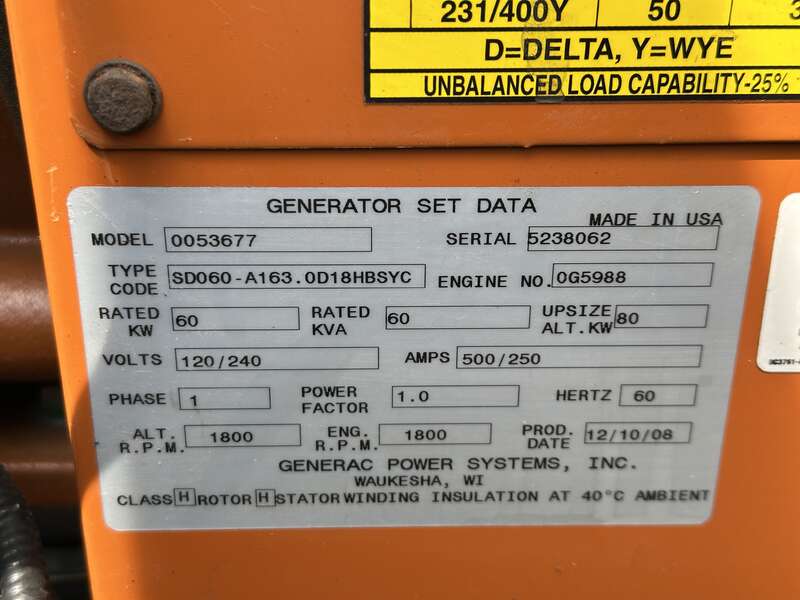 231/400Y 50 3
D=DELTA, Y=WYE
UNBALANCED LOAD CAPABILITY-25%
GENERATOR SET DATA
MADE IN USA
MODEL 0053677 SERIAL 5238062
TYPE CODE SD060-A163.0D18HBSYC ENGINE NO. 0G5988
RATED KW 60 RATED KVA 60 UPSIZE ALT.KW 80
VOLTS 120/240 AMPS 500/250
PHASE 1 POWER FACTOR 1.0 HERTZ 60
ALT. R.P.M. 1800 ENG. R.P.M. 1800 PROD. DATE 12/10/08
GENERAC POWER SYSTEMS, INC.
WAUKESHA, WI
CLASS H ROTOR H STATOR WINDING INSULATION AT 40°C AMBIENT